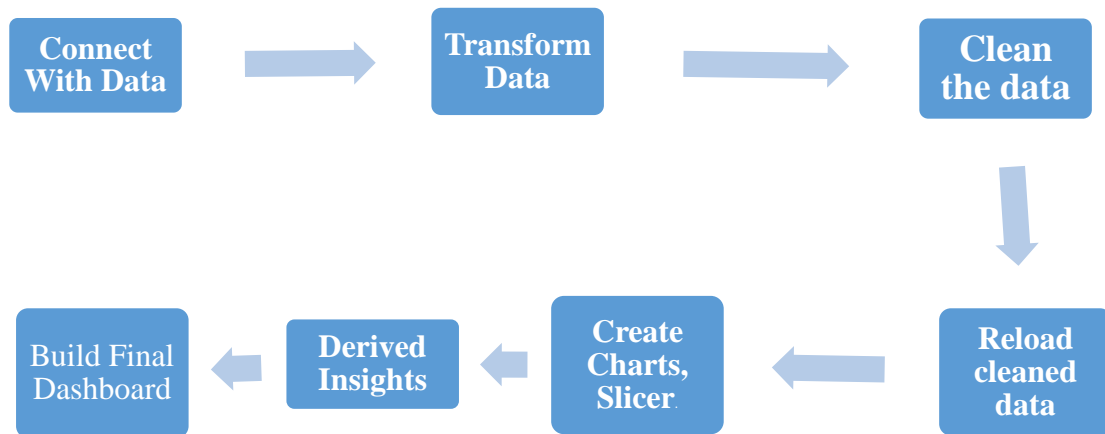 Connect
With Data
Transform
Data
Clean
the data
Reload
cleaned
data
Create
Charts,
Slicer.
Derived
Insights
Build Final
Dashboard